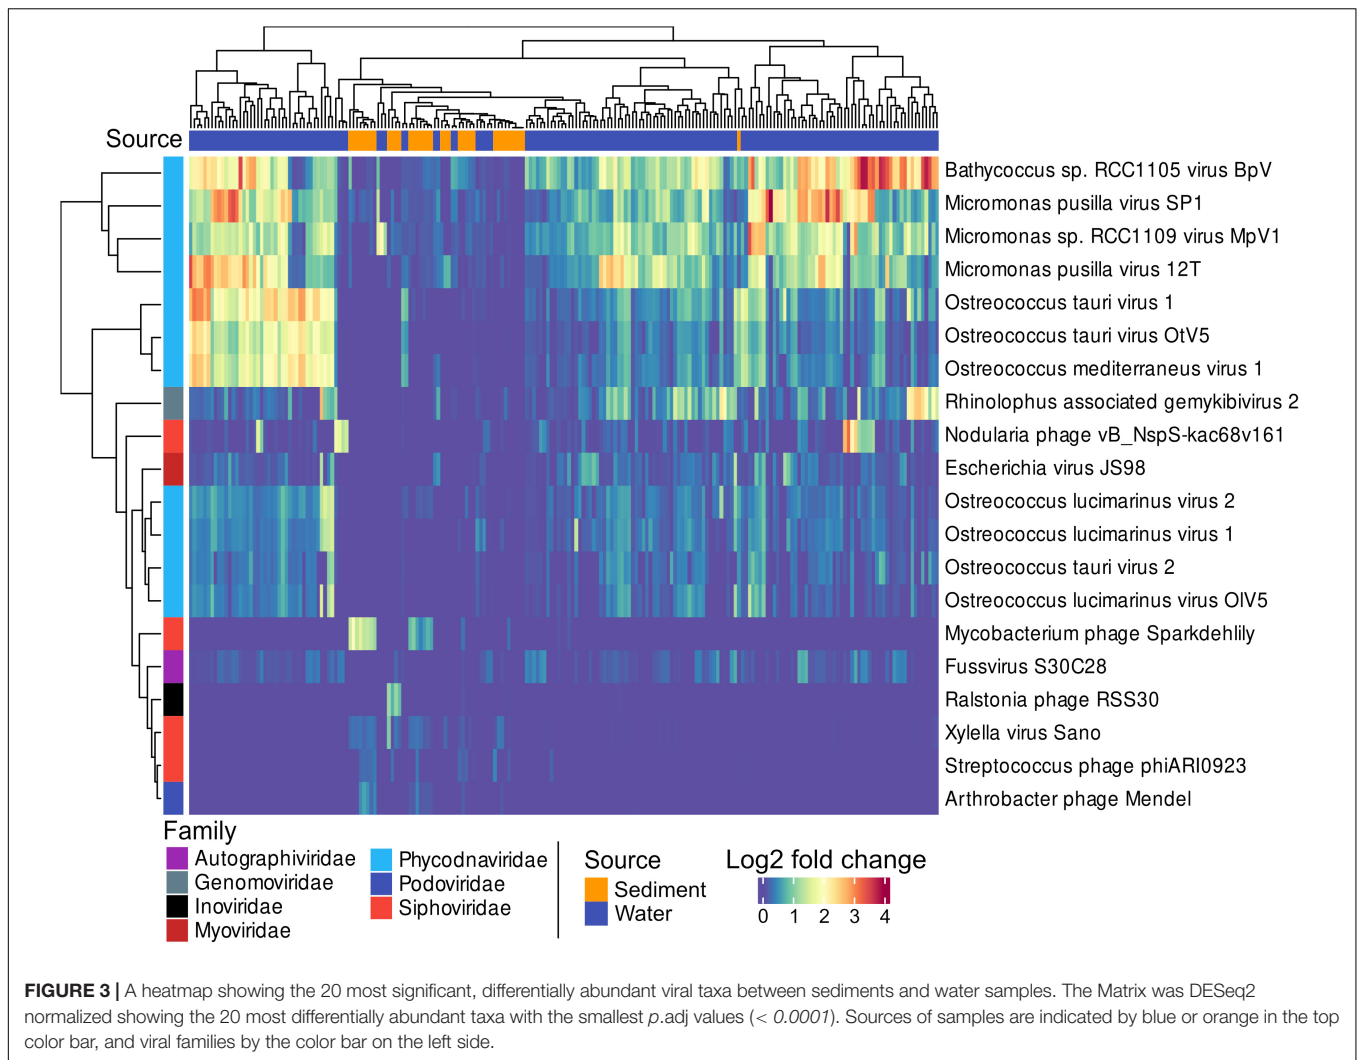 Source
Bathycoccus sp. RCC1105 virus BpV
Micromonas pusilla virus SP1
Micromonas sp. RCC1109 virus MpV1
Micromonas pusilla virus 12T
Ostreococcus tauri virus 1
Ostreococcus tauri virus OtV5
Ostreococcus mediterraneus virus 1
Rhinolophus associated gemykibivirus 2
Nodularia phage vB_NspS-kac68v161
Escherichia virus JS98
Ostreococcus lucimarinus virus 2
Ostreococcus lucimarinus virus 1
Ostreococcus tauri virus 2
Ostreococcus lucimarinus virus OlV5
Mycobacterium phage Sparkdehlily
Fussvirus S30C28
Ralstonia phage RSS30
Xylella virus Sano
Streptococcus phage phiARI0923
Arthrobacter phage Mendel
Family
Autographiviridae
Genomoviridae
Inoviridae
Myoviridae
Phycodnaviridae
Podoviridae
Siphoviridae
Source
Sediment
Water
Log2 fold change
0 1 2 3 4
FIGURE 3 | A heatmap showing the 20 most significant, differentially abundant viral taxa between sediments and water samples. The Matrix was DESeq2
normalized showing the 20 most differentially abundant taxa with the smallest p.adj values (< 0.0001). Sources of samples are indicated by blue or orange in the top
color bar, and viral families by the color bar on the left side.